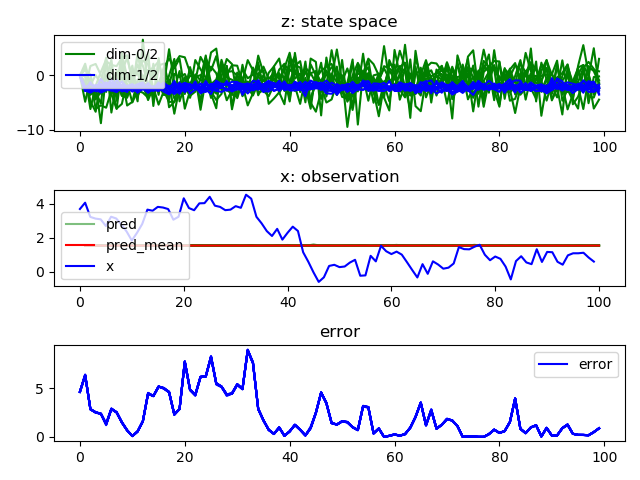 z: state space
dim-0/2
dim-1/2
0
−10
0 20 40 60 80 100
x: observation
pred
pred_mean
x
4
2
0
0 20 40 60 80 100
error
error
5
0
0 20 40 60 80 100